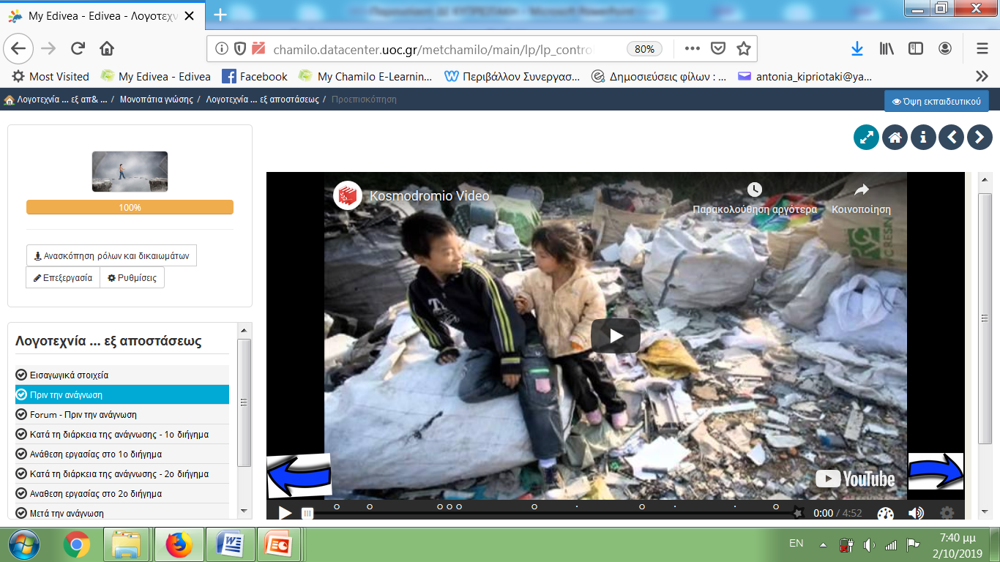 My Edivea - Edivea - Λογοτεχν
chamilo.datacenter.uoc.gr/metchamilo/main/lp/lp_contro
80%
Most Visited
My Edivea - Edivea
Facebook
My Chamilo E-Learnin...
Περιβάλλον Συνεργασ...
Δημοσιεύσεις φίλων : ...
antonia_kipriotaki@ya...
Λογοτεχνία ... εξ απ& ... / Μονοπάτια γνώσης / Λογοτεχνία ... εξ αποστάσεως / Προεπισκόπηση
Όψη εκπαιδευτικού
100%
Ανασκόπηση ρόλων και δικαιωμάτων
Επεξεργασία
Ρυθμίσεις
Λογοτεχνία ... εξ αποστάσεως
Εισαγωγικά στοιχεία
Πριν την ανάγνωση
Forum - Πριν την ανάγνωση
Κατά τη διάρκεια της ανάγνωσης - 1ο διήγημα
Ανάθεση εργασίας στο 1ο διήγημα
Κατά τη διάρκεια της ανάγνωσης - 2ο διήγημα
Αναθεση εργασίας στο 2ο διήγημα
Μετά την ανάγνωση
Kosmodromio Video
Παρακολούθηση αργότερα
Κοινοποίηση
YouTube
0:00 / 4:52
EN
7:40 μμ
2/10/2019